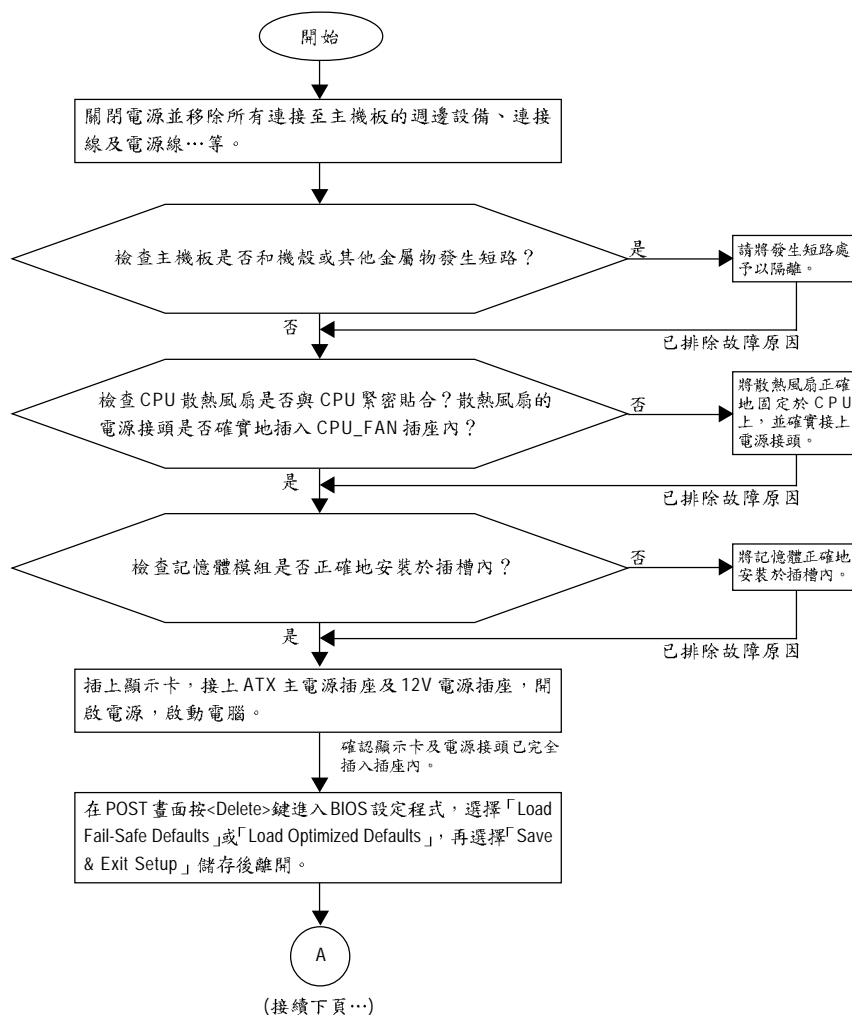 開始
關閉電源並移除所有連接至主機板的週邊設備、連接
線及電源線…等。
檢查主機板是否和機殼或其他金屬物發生短路？
是
請將發生短路處
予以隔離。
否
已排除故障原因
檢查CPU散熱風扇是否與CPU緊密貼合？散熱風扇的
電源接頭是否確實地插入CPU_FAN插座內？
否
將散熱風扇正確
地固定於CPU
上，並確實接上
電源接頭。
是
已排除故障原因
檢查記憶體模組是否正確地安裝於插槽內？
否
將記憶體正確地
安裝於插槽內。
是
已排除故障原因
插上顯示卡，接上ATX主電源插座及12V電源插座，開
啟電源，啟動電腦。
確認顯示卡及電源接頭已完全
插入插座內。
在POST畫面按<Delete>鍵進入BIOS設定程式，選擇「Load
Fail-Safe Defaults」或「Load Optimized Defaults」，再選擇「Save
& Exit Setup」儲存後離開。
A
(接續下頁…)